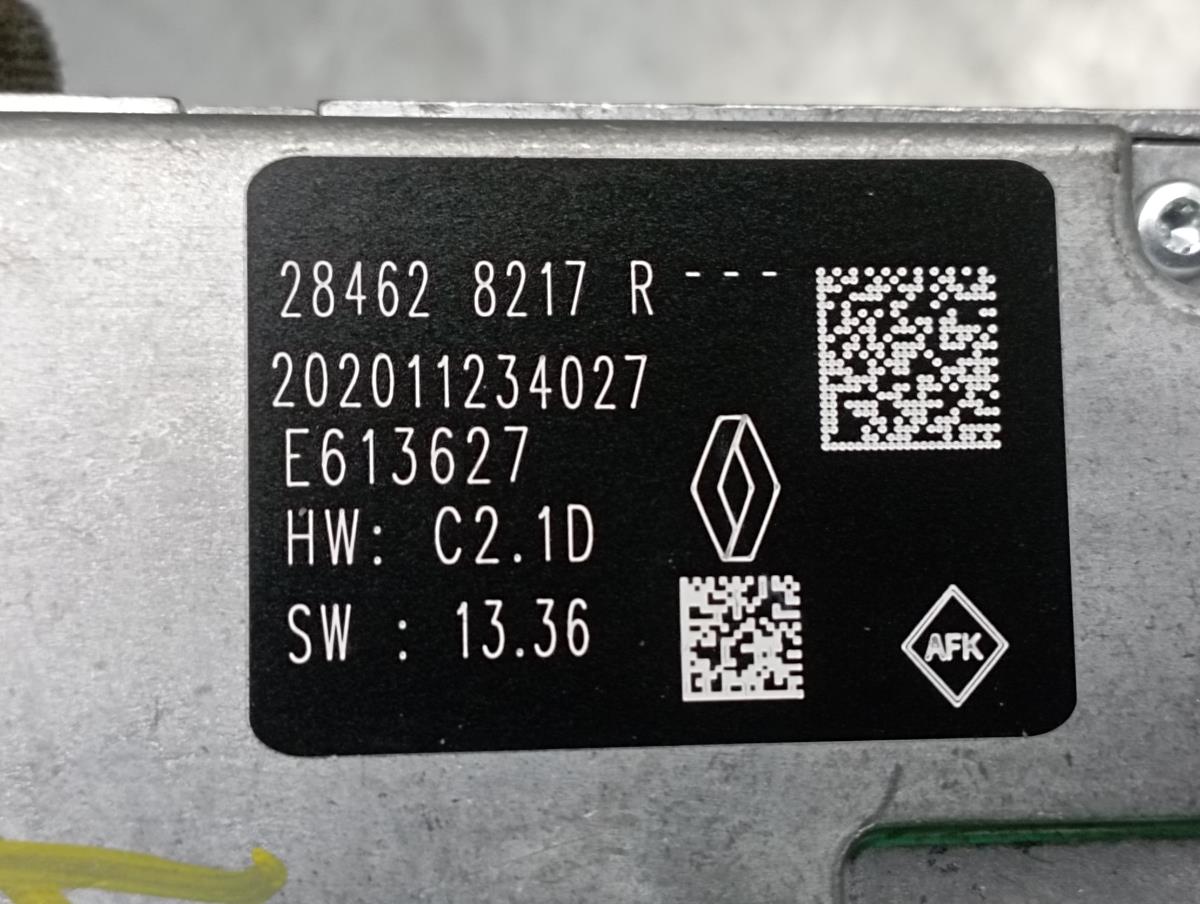 28462 8217 R ---
202011234027
E613627
HW: C2.1D
SW : 13.36
AFK